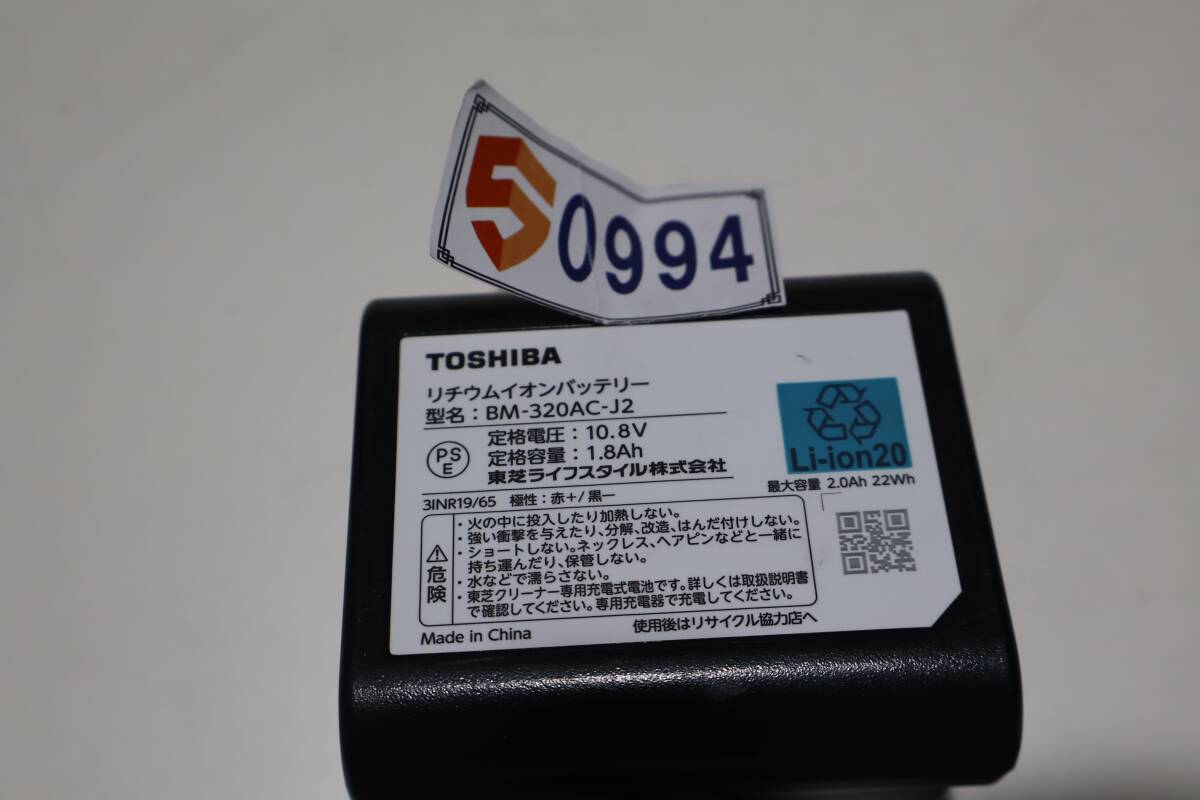 50994
TOSHIBA
リチウムイオンバッテリー
型名：BM-320AC-J2
PS
E
定格電圧：10.8V
定格容量：1.8Ah
東芝ライフスタイル株式会社
3INR19/65 極性：赤＋/黒－
Li-ion20
最大容量 2.0Ah 22Wh
危険
・火の中に投入したり加熱しない。
・強い衝撃を与えたり、分解、改造、はんだ付けしない。
・ショートしない。ネックレス、ヘアピンなどと一緒に
持ち運んだり、保管しない。
・水などで濡らさない。
・東芝クリーナー専用充電式電池です。詳しくは取扱説明書
で確認してください。専用充電器で充電してください。
Made in China
使用後はリサイクル協力店へ